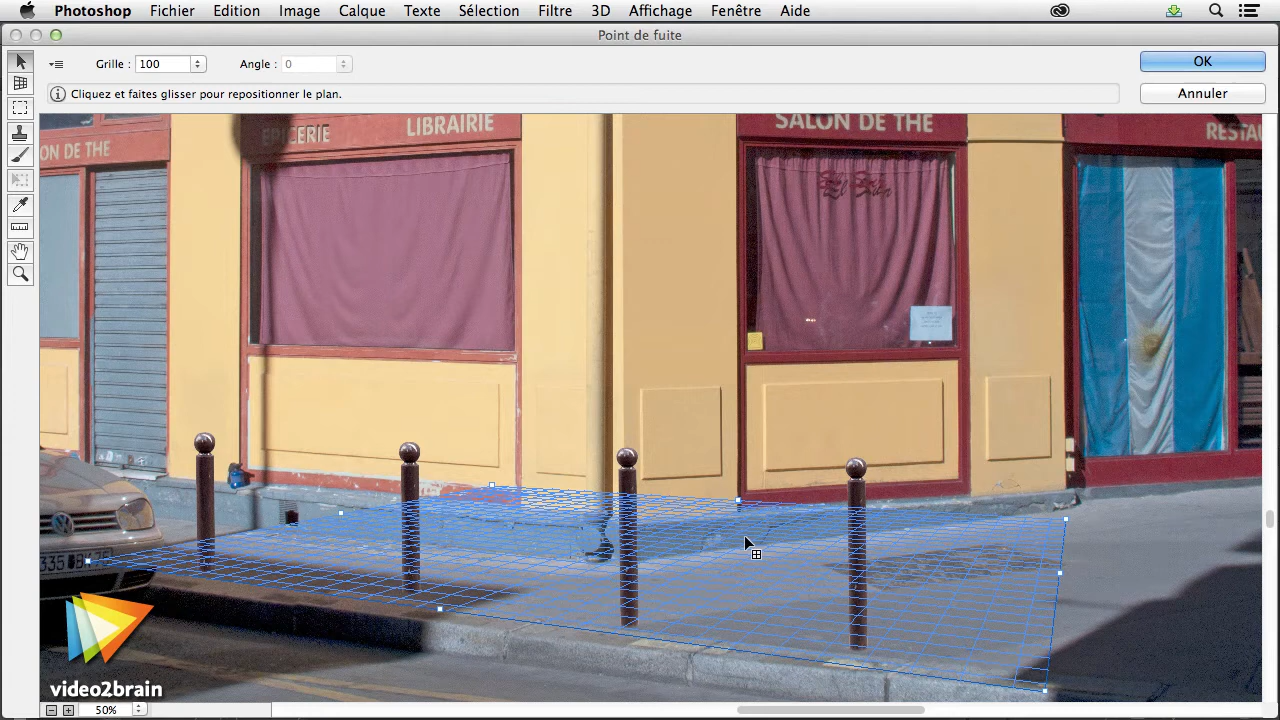 Photoshop Fichier Edition Image Calque Texte Sélection Filtre 3D Affichage Fenêtre Aide
Point de fuite
Grille : 100 Angle : 0 OK
Cliquez et faites glisser pour repositionner le plan. Annuler
ON DE THE EPICERIE LIBRAIRIE SALON DE THE RESTAU
video2brain
50%